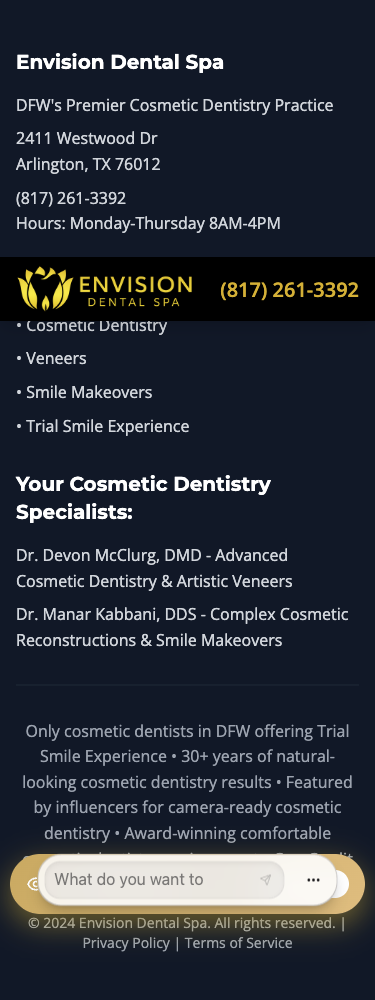 Envision Dental Spa
DFW's Premier Cosmetic Dentistry Practice
2411 Westwood Dr
Arlington, TX 76012
(817) 261-3392
Hours: Monday-Thursday 8AM-4PM
ENVISION
DENTAL SPA
(817) 261-3392
• Cosmetic Dentistry
• Veneers
• Smile Makeovers
• Trial Smile Experience
Your Cosmetic Dentistry
Specialists:
Dr. Devon McClurg, DMD - Advanced
Cosmetic Dentistry & Artistic Veneers
Dr. Manar Kabbani, DDS - Complex Cosmetic
Reconstructions & Smile Makeovers
Only cosmetic dentists in DFW offering Trial
Smile Experience • 30+ years of natural-
looking cosmetic dentistry results • Featured
by influencers for camera-ready cosmetic
dentistry • Award-winning comfortable
What do you want to
© 2024 Envision Dental Spa. All rights reserved. |
Privacy Policy | Terms of Service